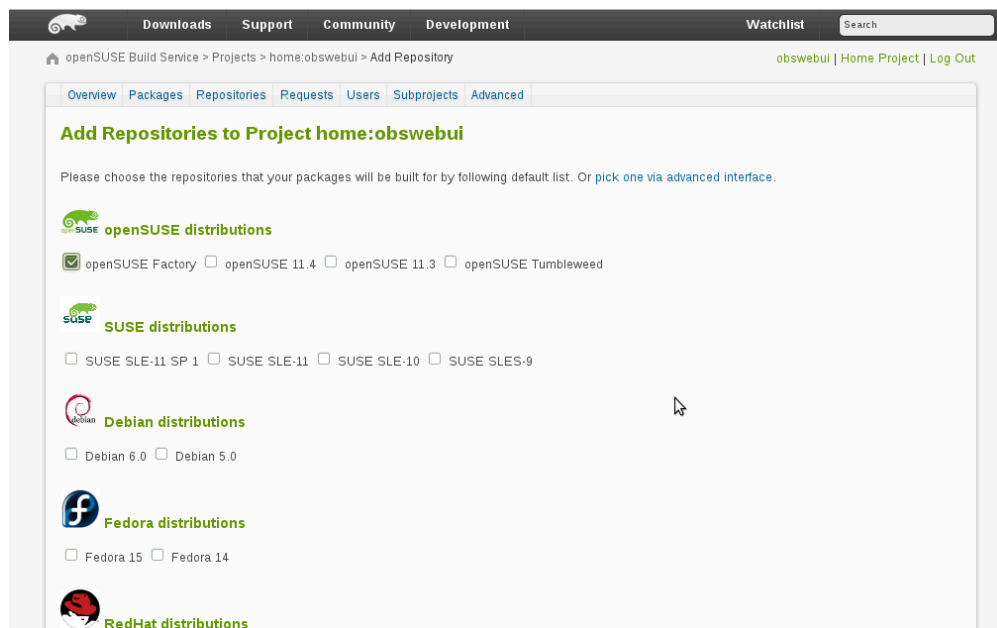 Downloads Support Community Development Watchlist Search
openSUSE Build Service > Projects > home:obswebui > Add Repository obswebui | Home Project | Log Out
Overview Packages Repositories Requests Users Subprojects Advanced
Add Repositories to Project home:obswebui
Please choose the repositories that your packages will be built for by following default list. Or pick one via advanced interface.
openSUSE openSUSE distributions
openSUSE Factory openSUSE 11.4 openSUSE 11.3 openSUSE Tumbleweed
SUSE SUSE distributions
SUSE SLE-11 SP 1 SUSE SLE-11 SUSE SLE-10 SUSE SLES-9
debian Debian distributions
Debian 6.0 Debian 5.0
Fedora distributions
Fedora 15 Fedora 14
RedHat distributions